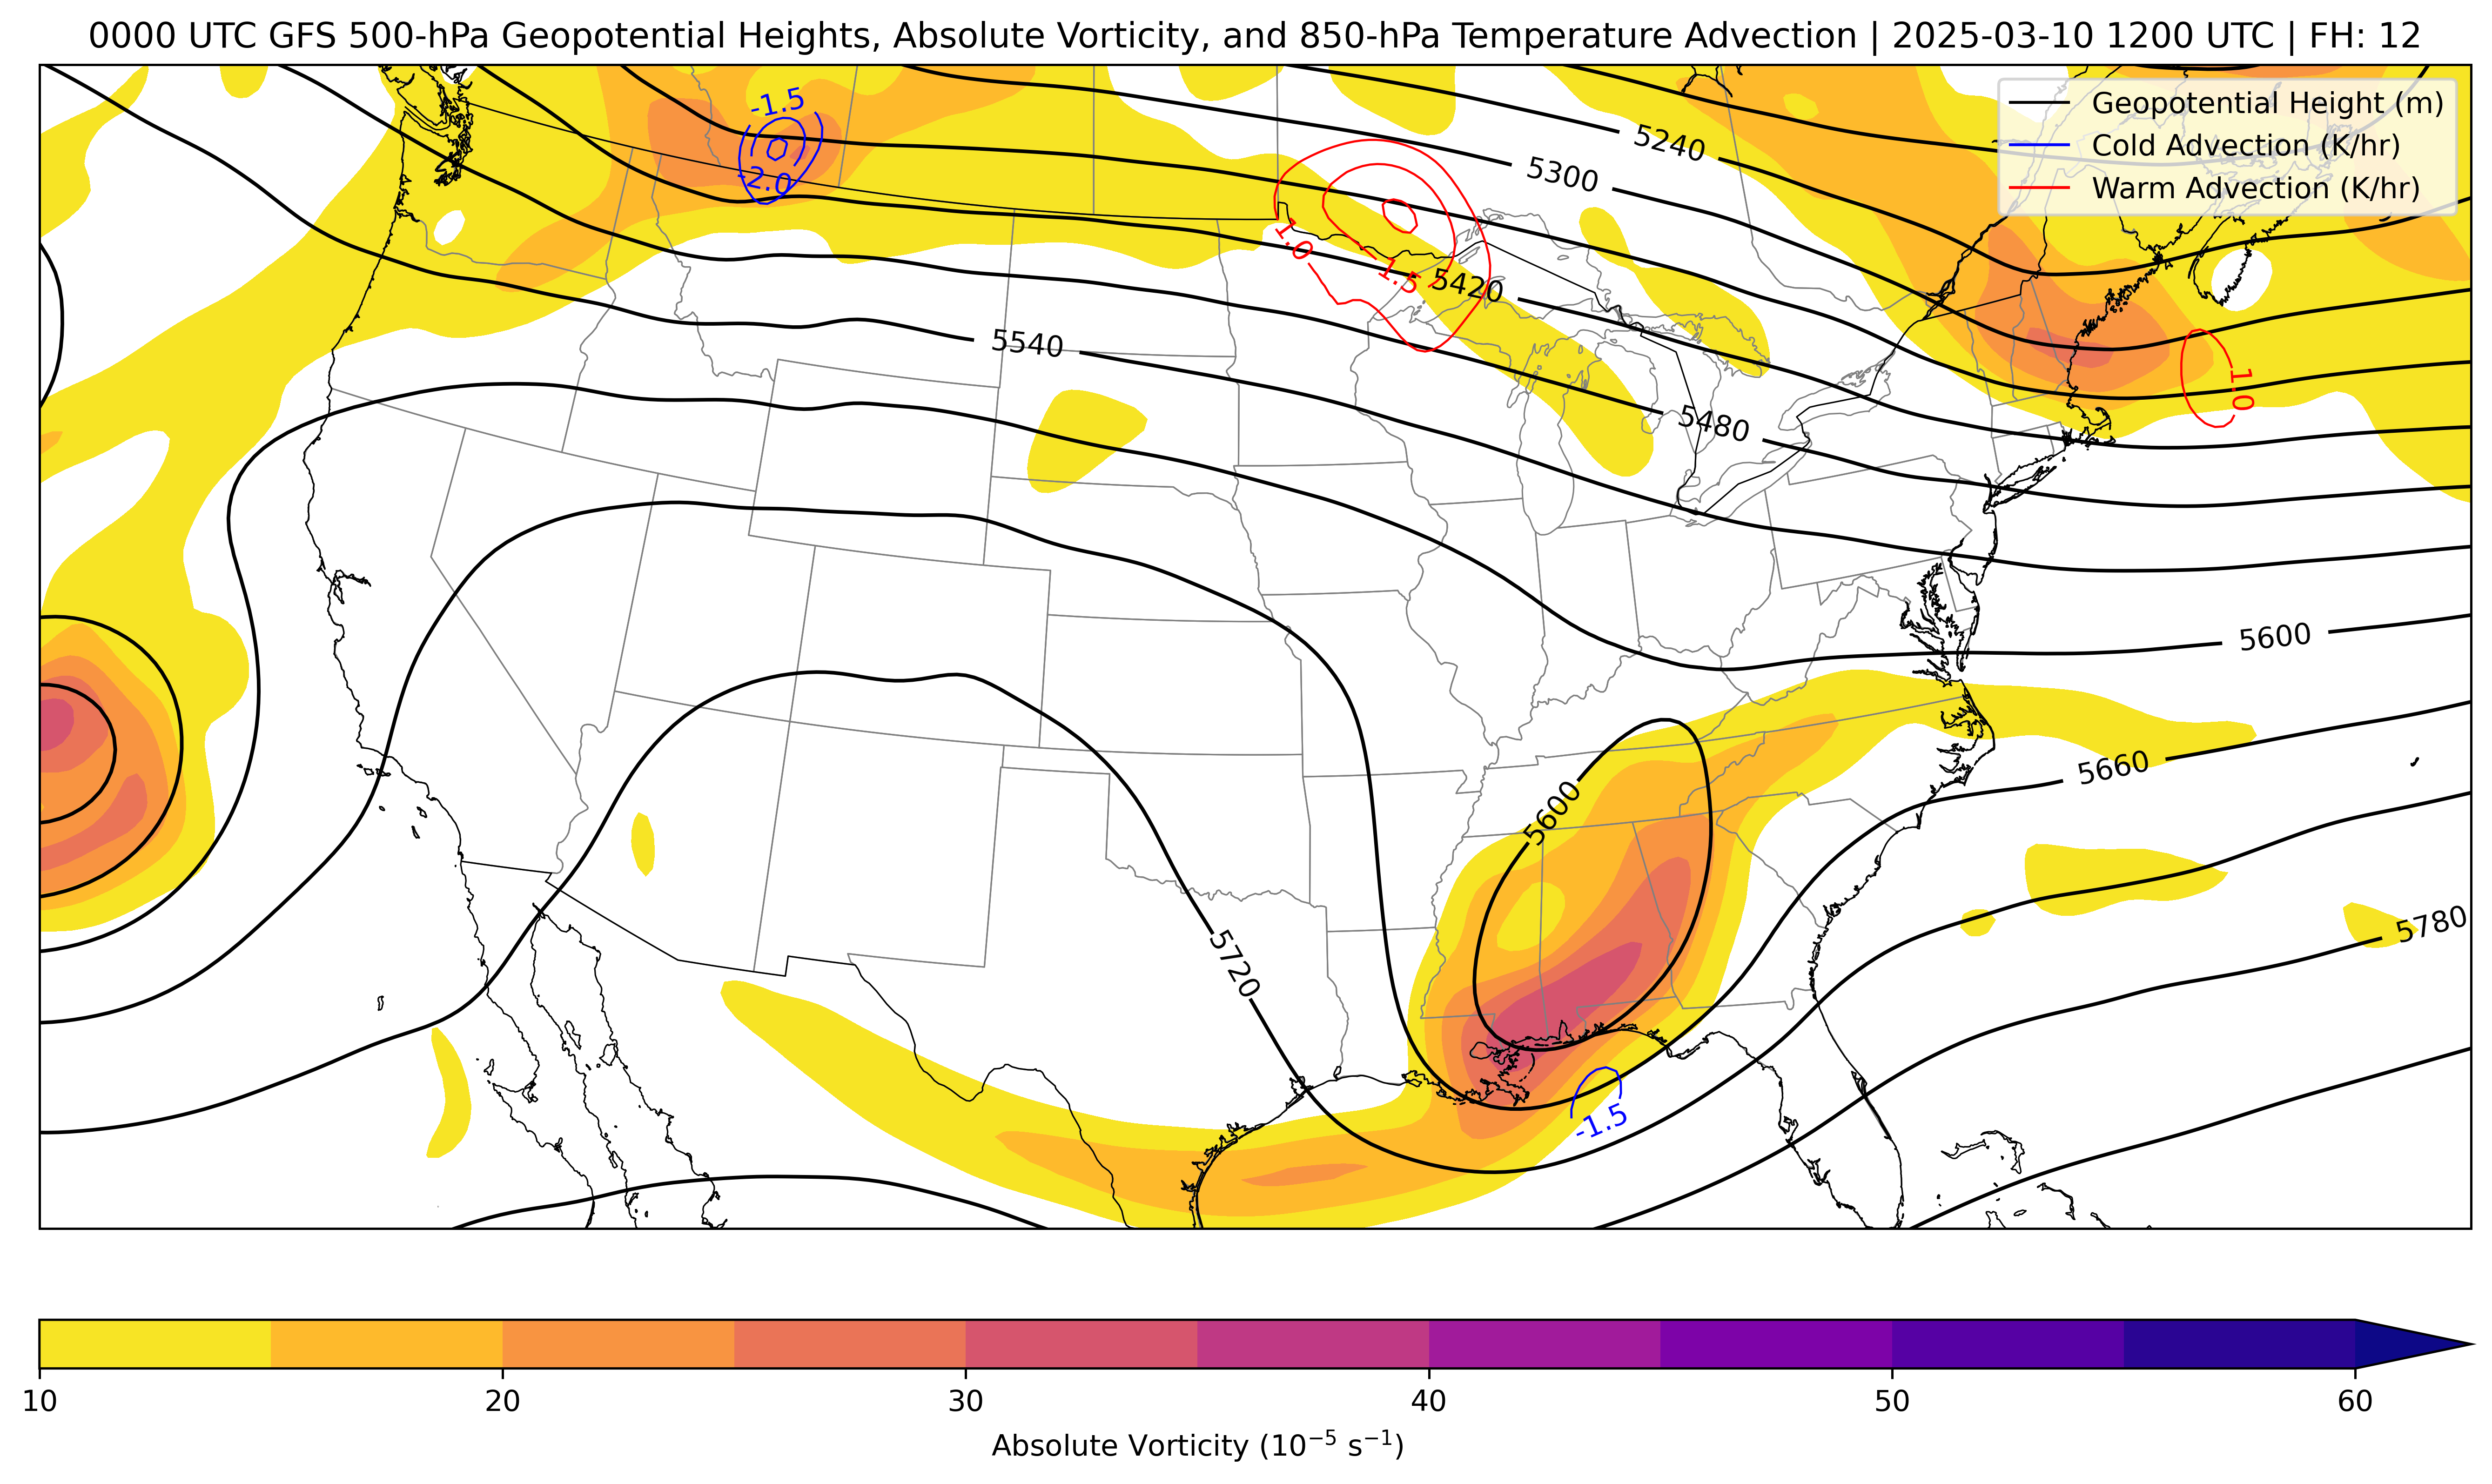 0000 UTC GFS 500-hPa Geopotential Heights, Absolute Vorticity, and 850-hPa Temperature Advection | 2025-03-10 1200 UTC | FH: 12
Geopotential Height (m)
Cold Advection (K/hr)
Warm Advection (K/hr)
-1.5
-2.0
5240
5300
1.0
1.5
5420
5540
1.0
5480
5600
5660
5600
5720
5780
-1.5
10 20 30 40 50 60
Absolute Vorticity (10⁻⁵ s⁻¹)